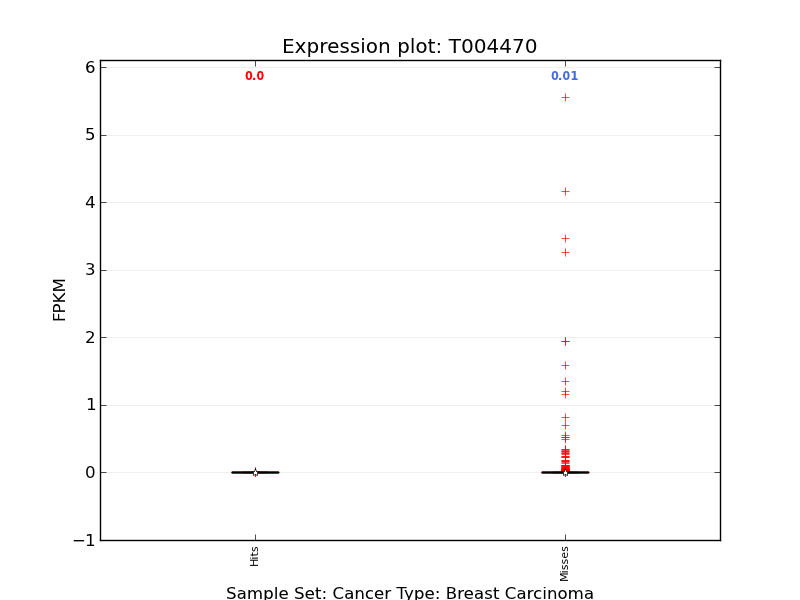 Expression plot: T004470
0.0
0.01
6
5
4
3
2
1
0
−1
FPKM
Hits
Misses
Sample Set: Cancer Type: Breast Carcinoma